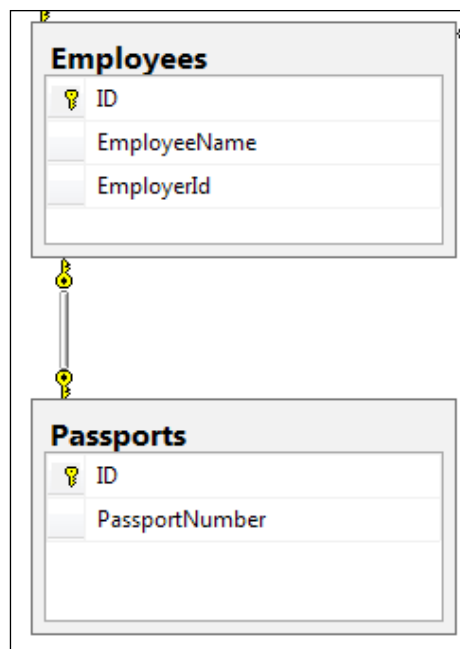 Employees
ID
EmployeeName
EmployerId
Passports
ID
PassportNumber